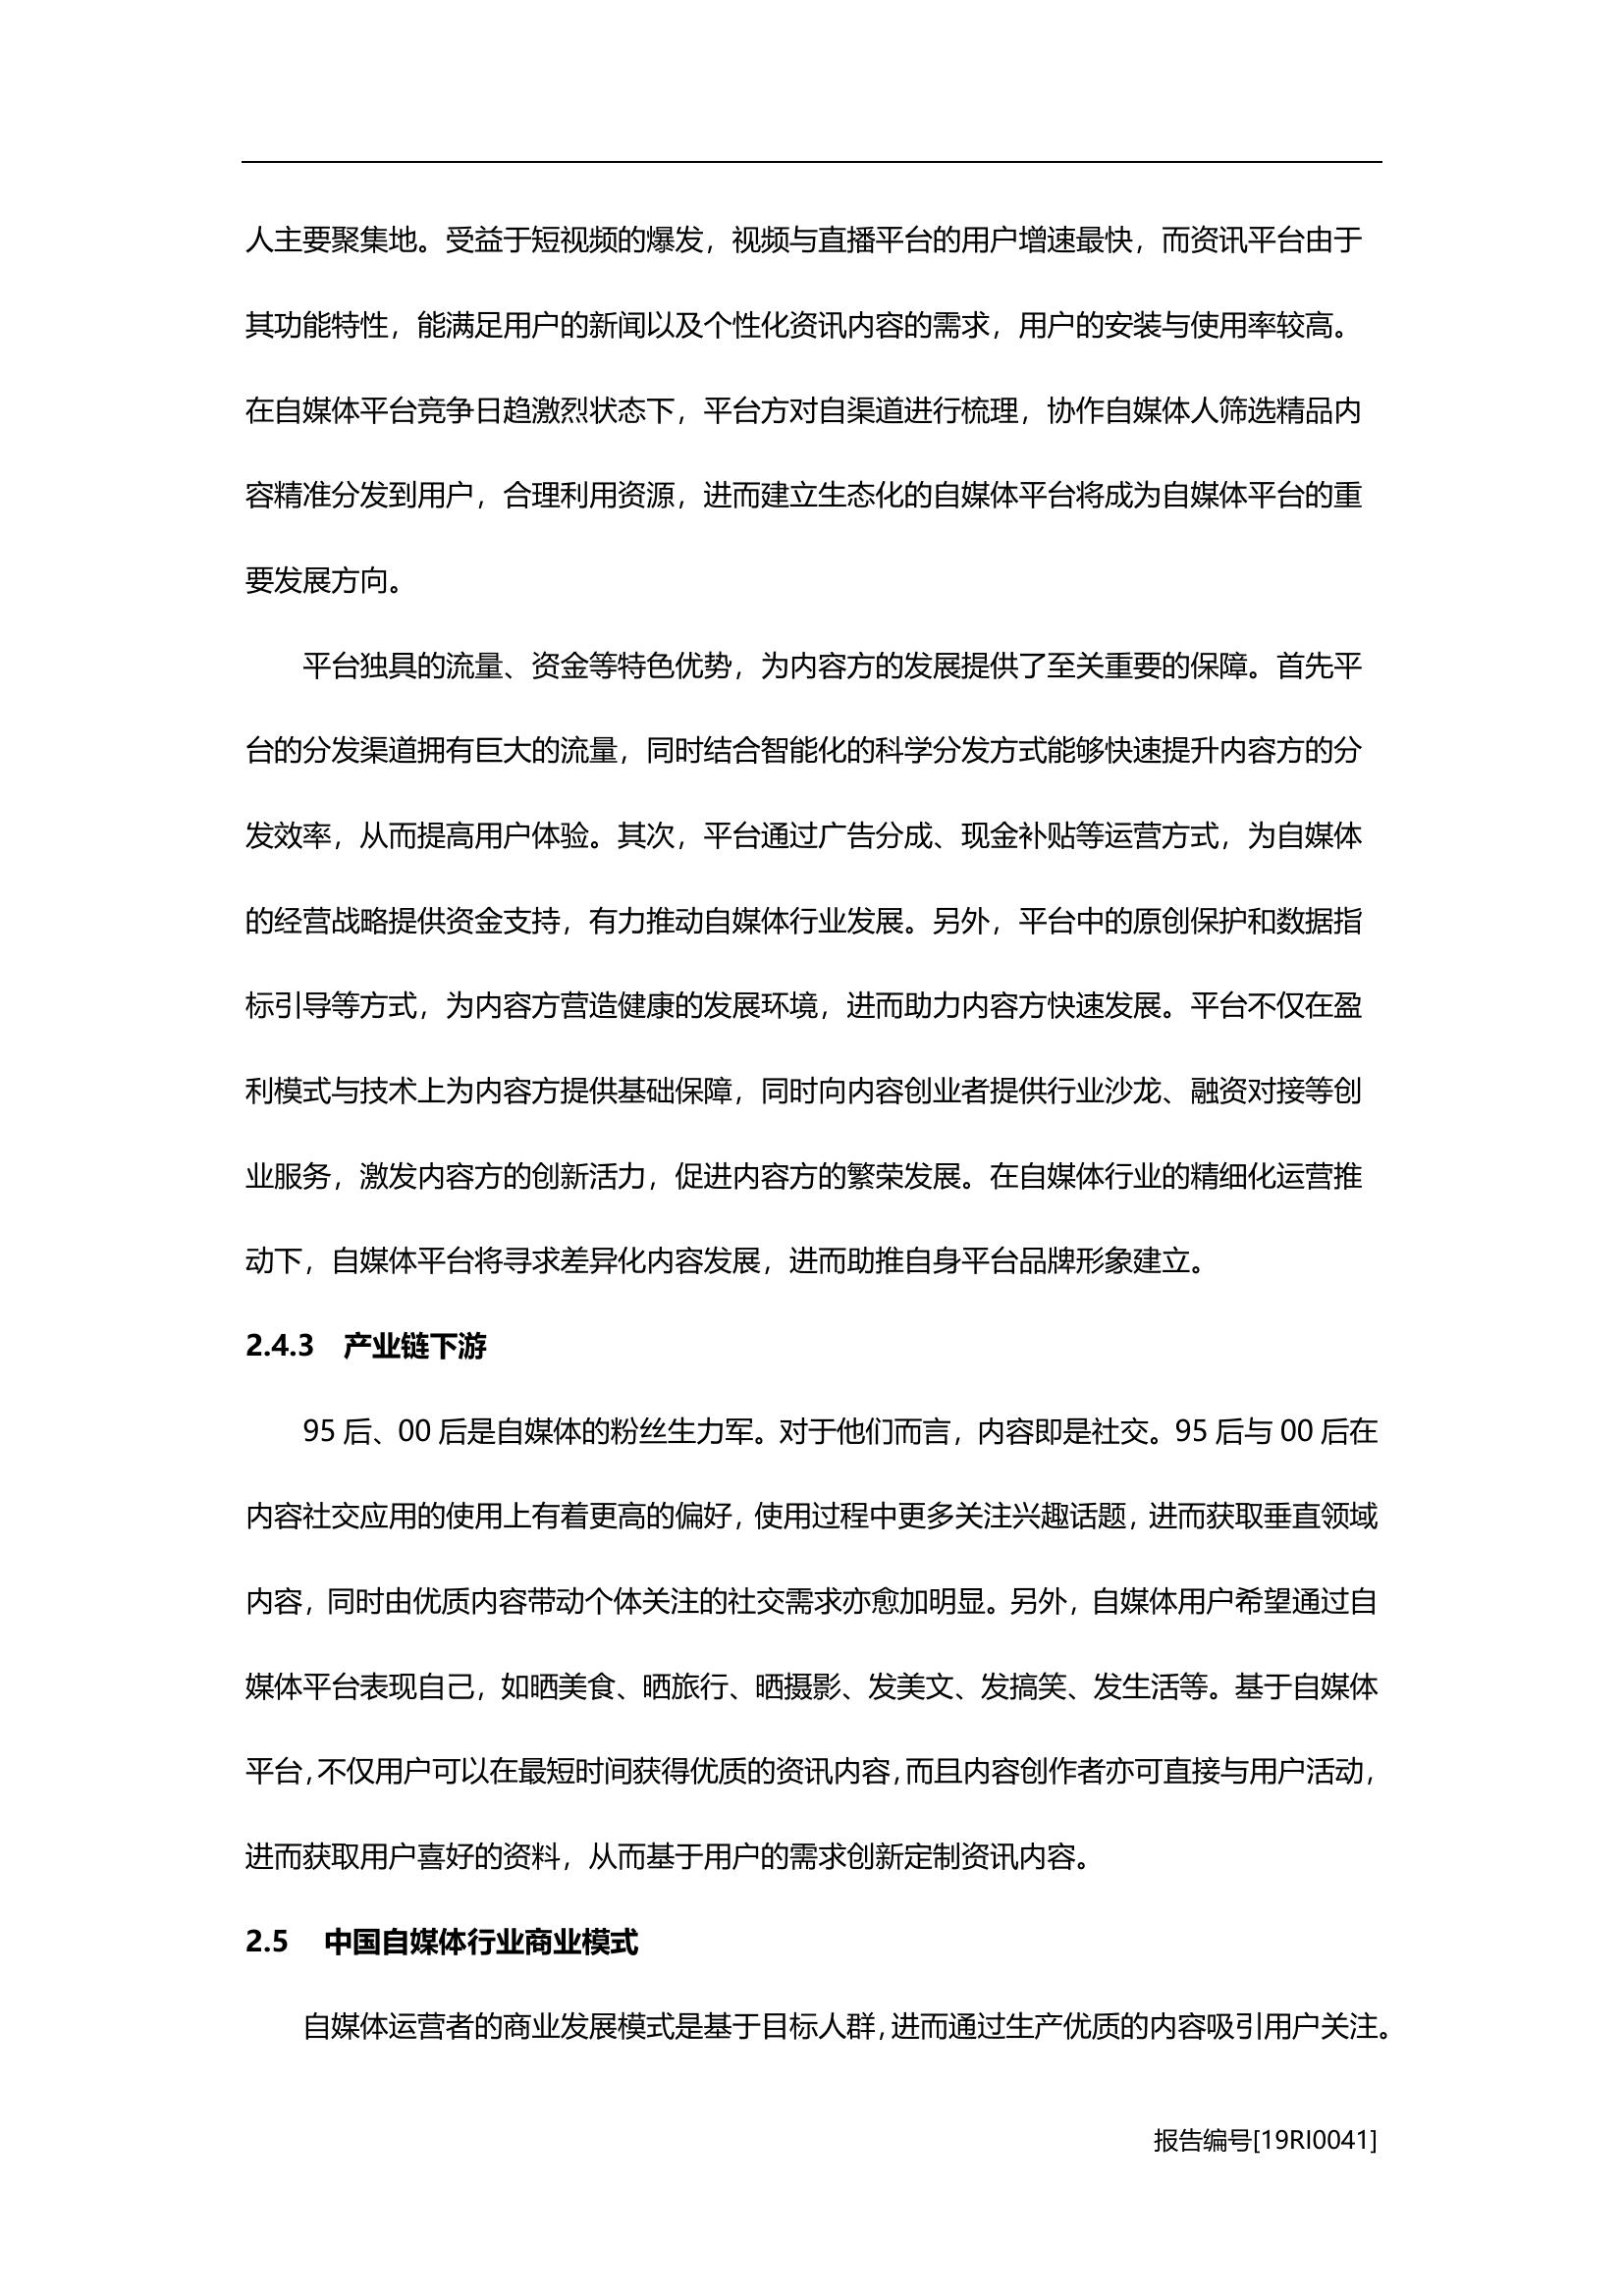 人主要聚集地。受益于短视频的爆发，视频与直播平台的用户增速最快，而资讯平台由于
其功能特性，能满足用户的新闻以及个性化资讯内容的需求，用户的安装与使用率较高。
在自媒体平台竞争日趋激烈状态下，平台方对自渠道进行梳理，协作自媒体人筛选精品内
容精准分发到用户，合理利用资源，进而建立生态化的自媒体平台将成为自媒体平台的重
要发展方向。
平台独具的流量、资金等特色优势，为内容方的发展提供了至关重要的保障。首先平
台的分发渠道拥有巨大的流量，同时结合智能化的科学分发方式能够快速提升内容方的分
发效率，从而提高用户体验。其次，平台通过广告分成、现金补贴等运营方式，为自媒体
的经营战略提供资金支持，有力推动自媒体行业发展。另外，平台中的原创保护和数据指
标引导等方式，为内容方营造健康的发展环境，进而助力内容方快速发展。平台不仅在盈
利模式与技术上为内容方提供基础保障，同时向内容创业者提供行业沙龙、融资对接等创
业服务，激发内容方的创新活力，促进内容方的繁荣发展。在自媒体行业的精细化运营推
动下，自媒体平台将寻求差异化内容发展，进而助推自身平台品牌形象建立。
2.4.3 产业链下游
95 后、00 后是自媒体的粉丝生力军。对于他们而言，内容即是社交。95 后与 00 后在
内容社交应用的使用上有着更高的偏好，使用过程中更多关注兴趣话题，进而获取垂直领域
内容，同时由优质内容带动个体关注的社交需求亦愈加明显。另外，自媒体用户希望通过自
媒体平台表现自己，如晒美食、晒旅行、晒摄影、发美文、发搞笑、发生活等。基于自媒体
平台，不仅用户可以在最短时间获得优质的资讯内容，而且内容创作者亦可直接与用户活动，
进而获取用户喜好的资料，从而基于用户的需求创新定制资讯内容。
2.5 中国自媒体行业商业模式
自媒体运营者的商业发展模式是基于目标人群，进而通过生产优质的内容吸引用户关注。
报告编号[19RI0041]